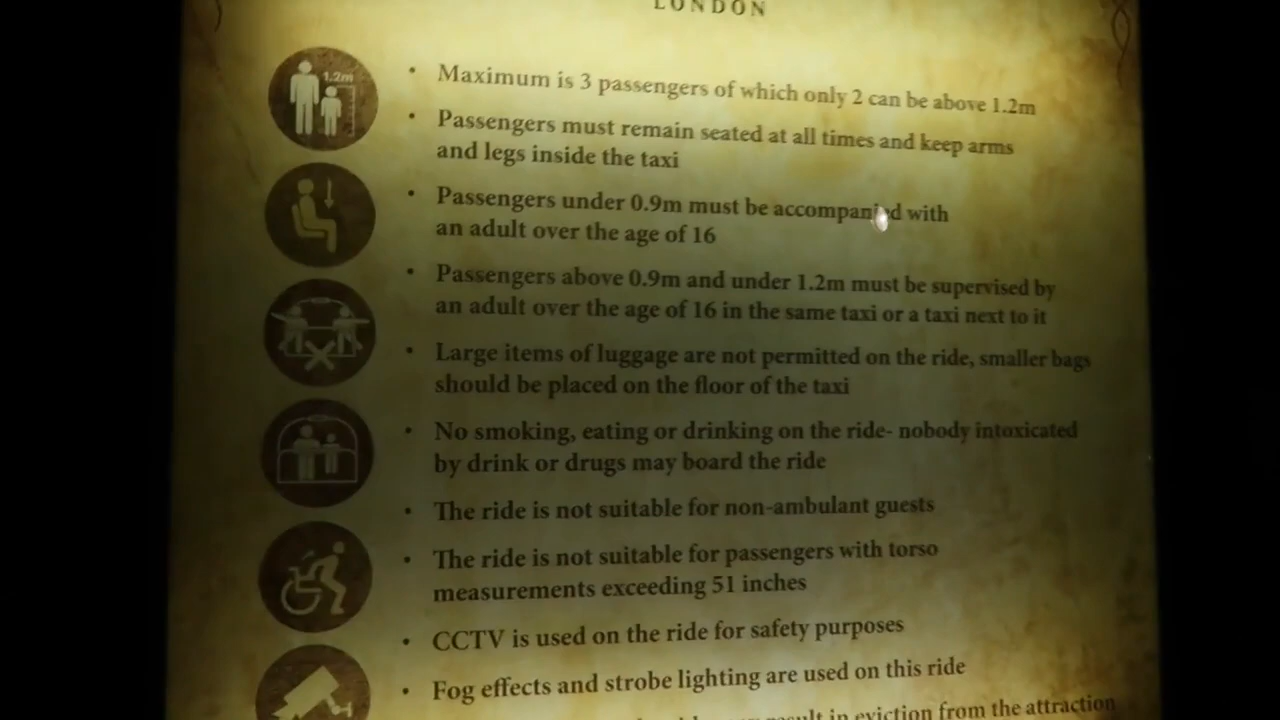 LONDON
1.2m
• Maximum is 3 passengers of which only 2 can be above 1.2m
• Passengers must remain seated at all times and keep arms
and legs inside the taxi
• Passengers under 0.9m must be accompanied with
an adult over the age of 16
• Passengers above 0.9m and under 1.2m must be supervised by
an adult over the age of 16 in the same taxi or a taxi next to it
• Large items of luggage are not permitted on the ride, smaller bags
should be placed on the floor of the taxi
• No smoking, eating or drinking on the ride- nobody intoxicated
by drink or drugs may board the ride
• The ride is not suitable for non-ambulant guests
• The ride is not suitable for passengers with torso
measurements exceeding 51 inches
• CCTV is used on the ride for safety purposes
• Fog effects and strobe lighting are used on this ride
result in eviction from the attraction